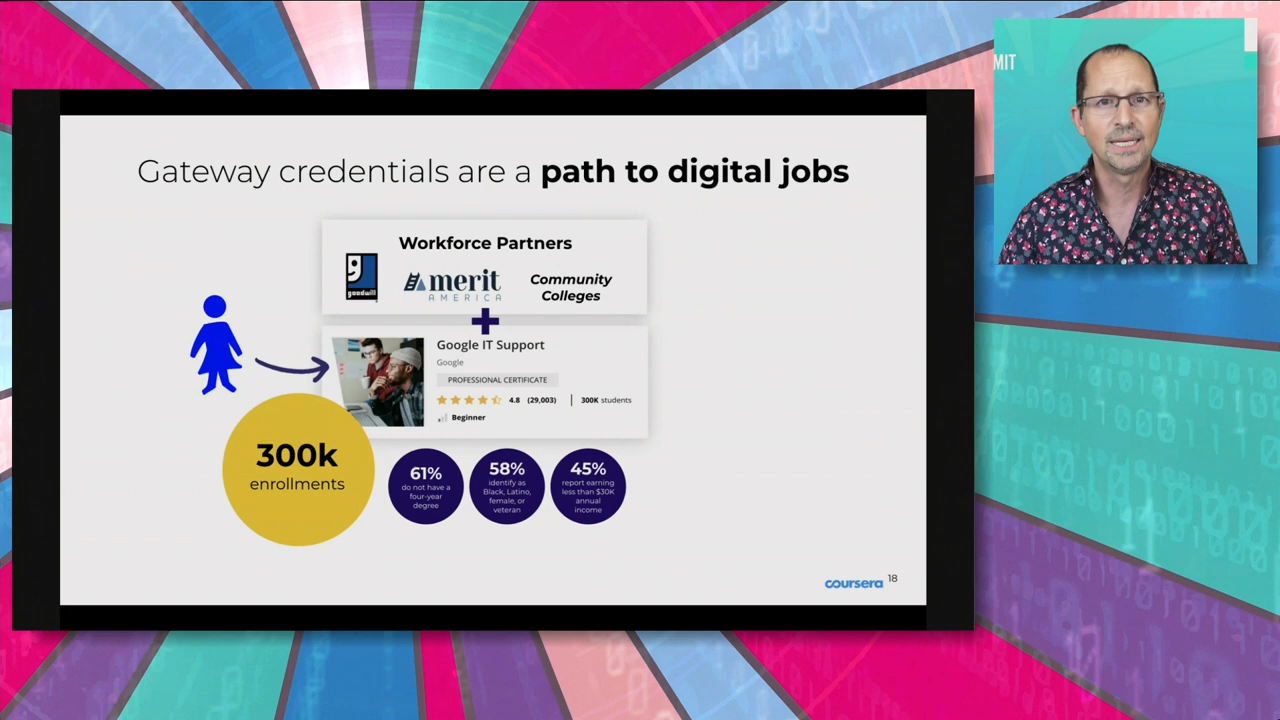 MIT
Gateway credentials are a path to digital jobs
Workforce Partners
goodwill
merit
AMERICA
Community
Colleges
Google IT Support
Google
PROFESSIONAL CERTIFICATE
4.8 (29,003) | 300K students
Beginner
300k
enrollments
61%
do not have a
four-year
degree
58%
identify as
Black, Latino,
female, or
veteran
45%
report earning
less than $30K
annual
income
coursera 18